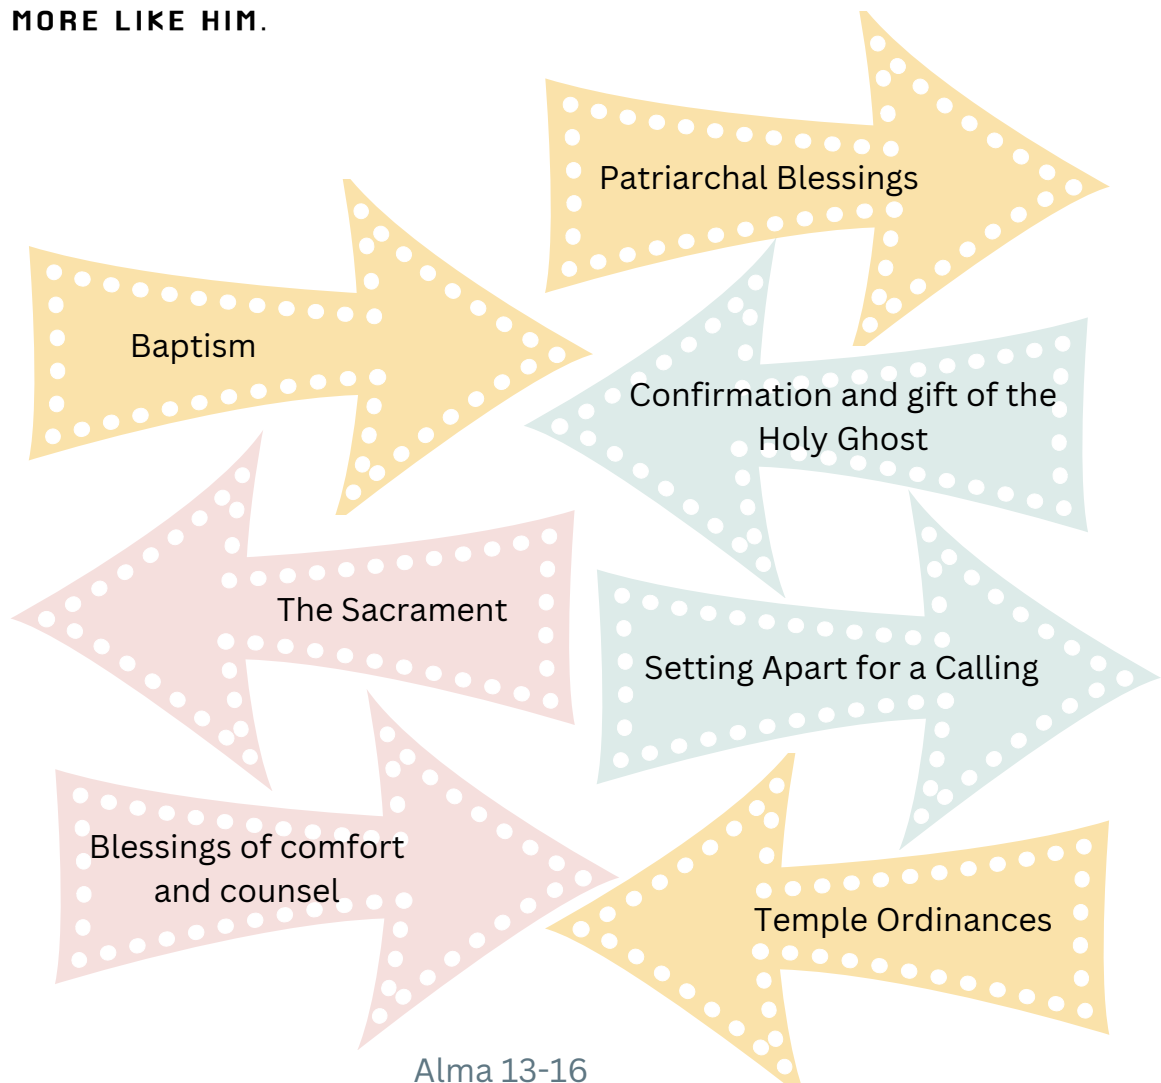 MORE LIKE HIM.
Patriarchal Blessings
Baptism
Confirmation and gift of the
Holy Ghost
The Sacrament
Setting Apart for a Calling
Blessings of comfort
and counsel
Temple Ordinances
Alma 13-16